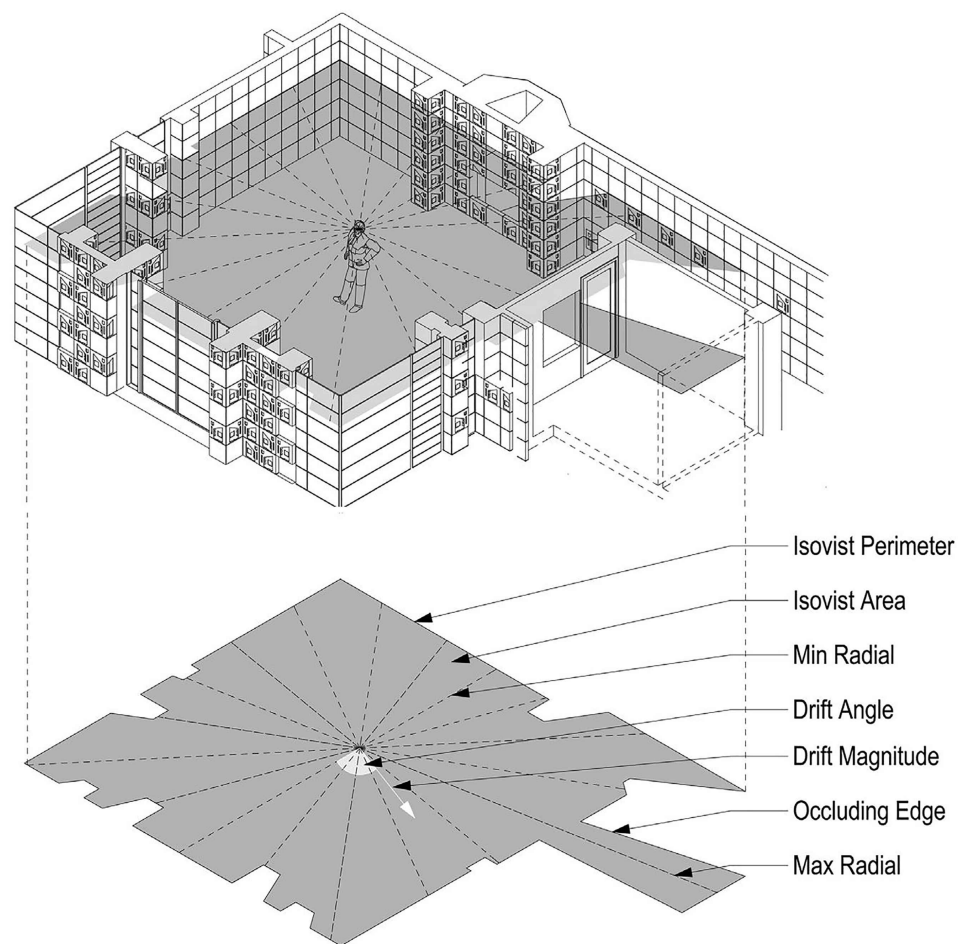 Isovist Perimeter
Isovist Area
Min Radial
Drift Angle
Drift Magnitude
Occluding Edge
Max Radial